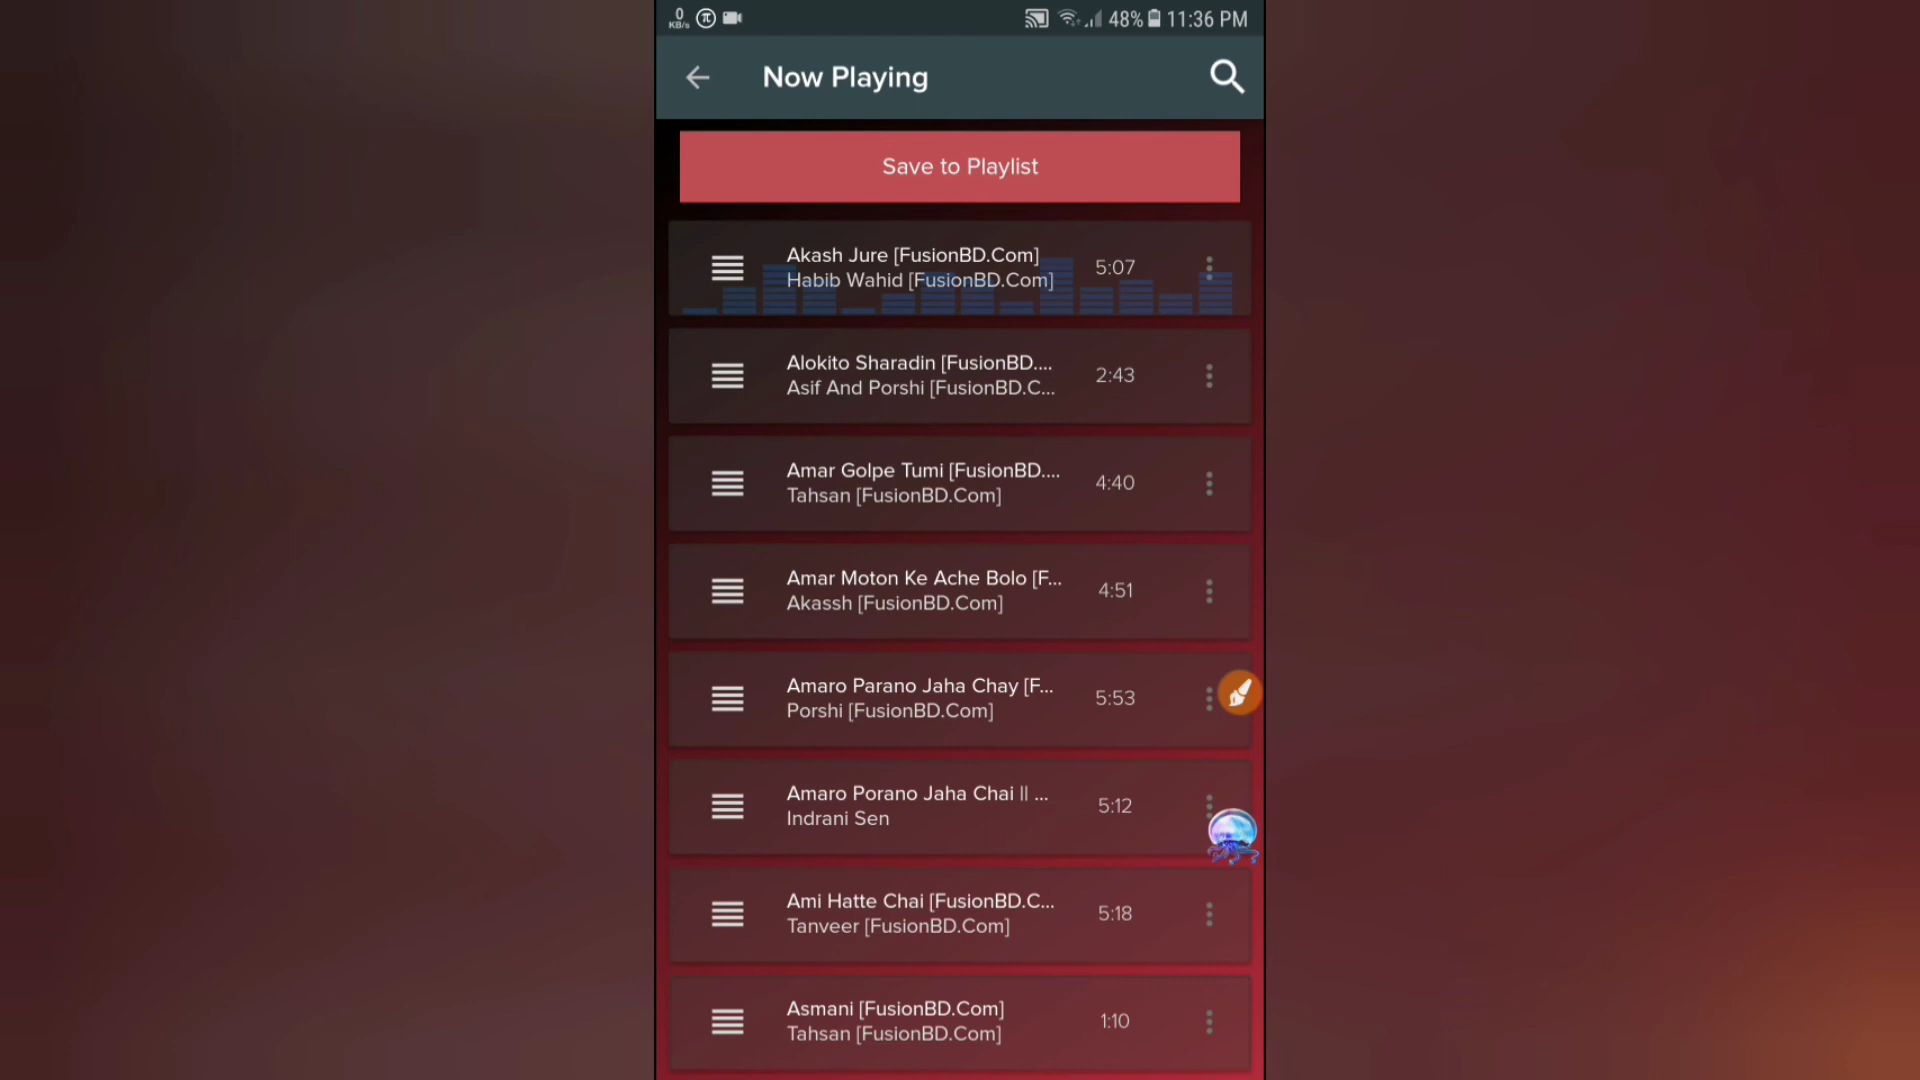 0 KB/s 48% 11:36 PM
Now Playing
Save to Playlist
Akash Jure [FusionBD.Com]
Habib Wahid [FusionBD.Com]
5:07
Alokito Sharadin [FusionBD....
Asif And Porshi [FusionBD.C...
2:43
Amar Golpe Tumi [FusionBD....
Tahsan [FusionBD.Com]
4:40
Amar Moton Ke Ache Bolo [F...
Akassh [FusionBD.Com]
4:51
Amaro Parano Jaha Chay [F...
Porshi [FusionBD.Com]
5:53
Amaro Porano Jaha Chai || ...
Indrani Sen
5:12
Ami Hatte Chai [FusionBD.C...
Tanveer [FusionBD.Com]
5:18
Asmani [FusionBD.Com]
Tahsan [FusionBD.Com]
1:10